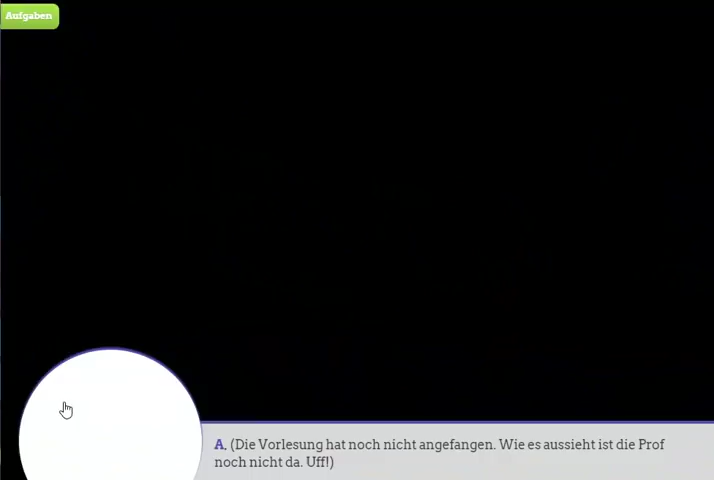 Aufgaben
A. (Die Vorlesung hat noch nicht angefangen. Wie es aussieht ist die Prof
noch nicht da. Uff!)